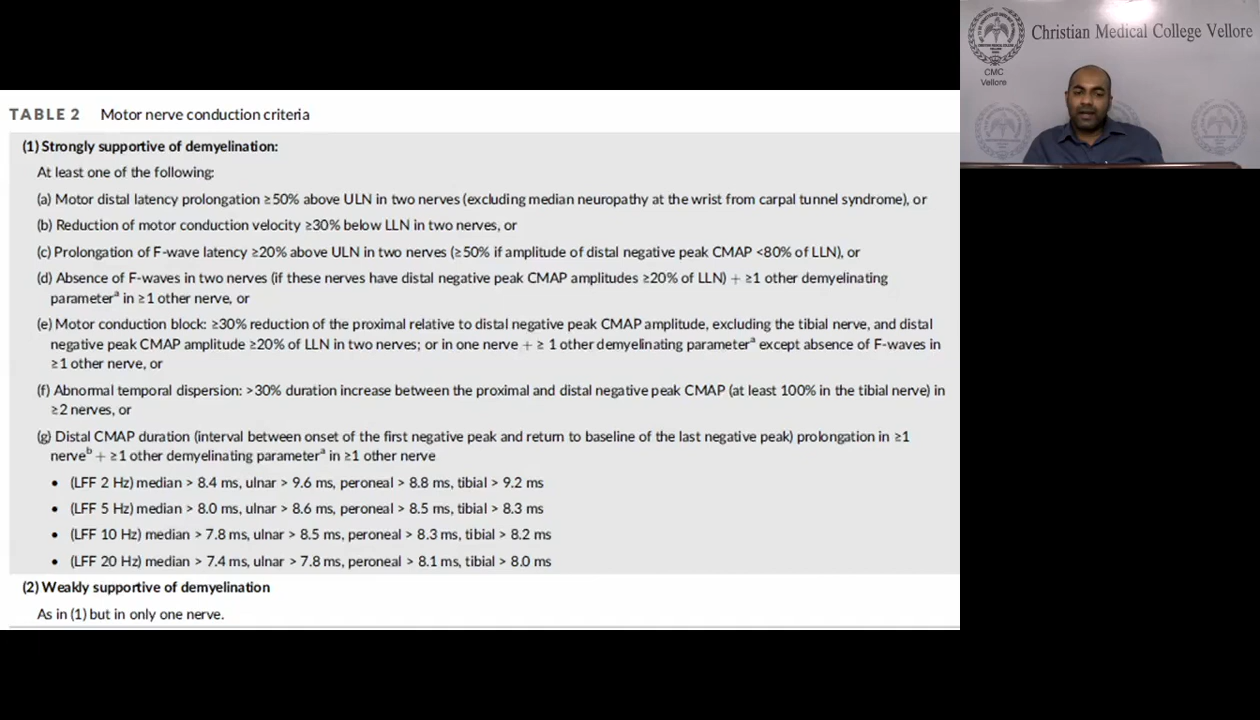 TABLE 2 Motor nerve conduction criteria
(1) Strongly supportive of demyelination:
At least one of the following:
(a) Motor distal latency prolongation ≥50% above ULN in two nerves (excluding median neuropathy at the wrist from carpal tunnel syndrome), or
(b) Reduction of motor conduction velocity ≥30% below LLN in two nerves, or
(c) Prolongation of F-wave latency ≥20% above ULN in two nerves (≥50% if amplitude of distal negative peak CMAP <80% of LLN), or
(d) Absence of F-waves in two nerves (if these nerves have distal negative peak CMAP amplitudes ≥20% of LLN) + ≥1 other demyelinating
parameterᵃ in ≥1 other nerve, or
(e) Motor conduction block: ≥30% reduction of the proximal relative to distal negative peak CMAP amplitude, excluding the tibial nerve, and distal
negative peak CMAP amplitude ≥20% of LLN in two nerves; or in one nerve + ≥ 1 other demyelinating parameterᵃ except absence of F-waves in
≥1 other nerve, or
(f) Abnormal temporal dispersion: >30% duration increase between the proximal and distal negative peak CMAP (at least 100% in the tibial nerve) in
≥2 nerves, or
(g) Distal CMAP duration (interval between onset of the first negative peak and return to baseline of the last negative peak) prolongation in ≥1
nerveᵇ + ≥1 other demyelinating parameterᵃ in ≥1 other nerve
• (LFF 2 Hz) median > 8.4 ms, ulnar > 9.6 ms, peroneal > 8.8 ms, tibial > 9.2 ms
• (LFF 5 Hz) median > 8.0 ms, ulnar > 8.6 ms, peroneal > 8.5 ms, tibial > 8.3 ms
• (LFF 10 Hz) median > 7.8 ms, ulnar > 8.5 ms, peroneal > 8.3 ms, tibial > 8.2 ms
• (LFF 20 Hz) median > 7.4 ms, ulnar > 7.8 ms, peroneal > 8.1 ms, tibial > 8.0 ms
(2) Weakly supportive of demyelination
As in (1) but in only one nerve.
Christian Medical College Vellore
CMC
Vellore